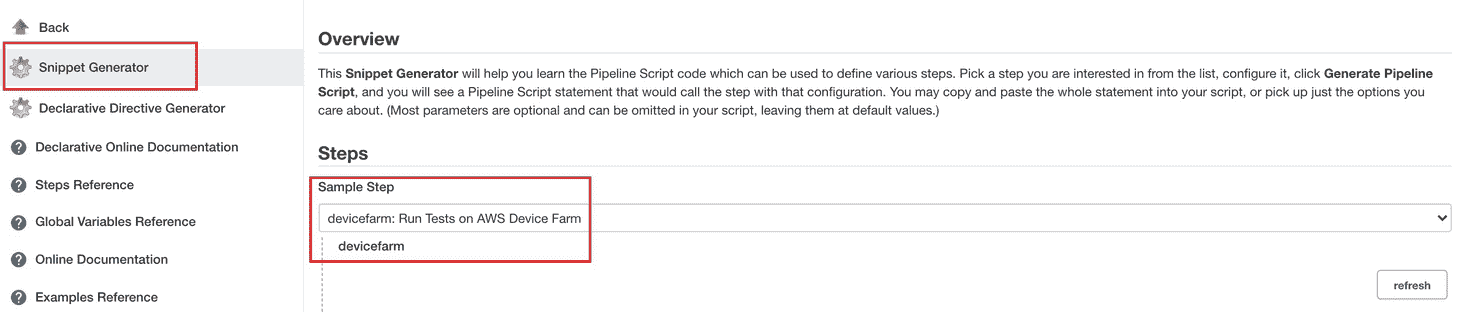 Back
Snippet Generator
Declarative Directive Generator
Declarative Online Documentation
Steps Reference
Global Variables Reference
Online Documentation
Examples Reference
Overview
This Snippet Generator will help you learn the Pipeline Script code which can be used to define various steps. Pick a step you are interested in from the list, configure it, click Generate Pipeline
Script, and you will see a Pipeline Script statement that would call the step with that configuration. You may copy and paste the whole statement into your script, or pick up just the options you
care about. (Most parameters are optional and can be omitted in your script, leaving them at default values.)
Steps
Sample Step
devicefarm: Run Tests on AWS Device Farm
devicefarm
refresh